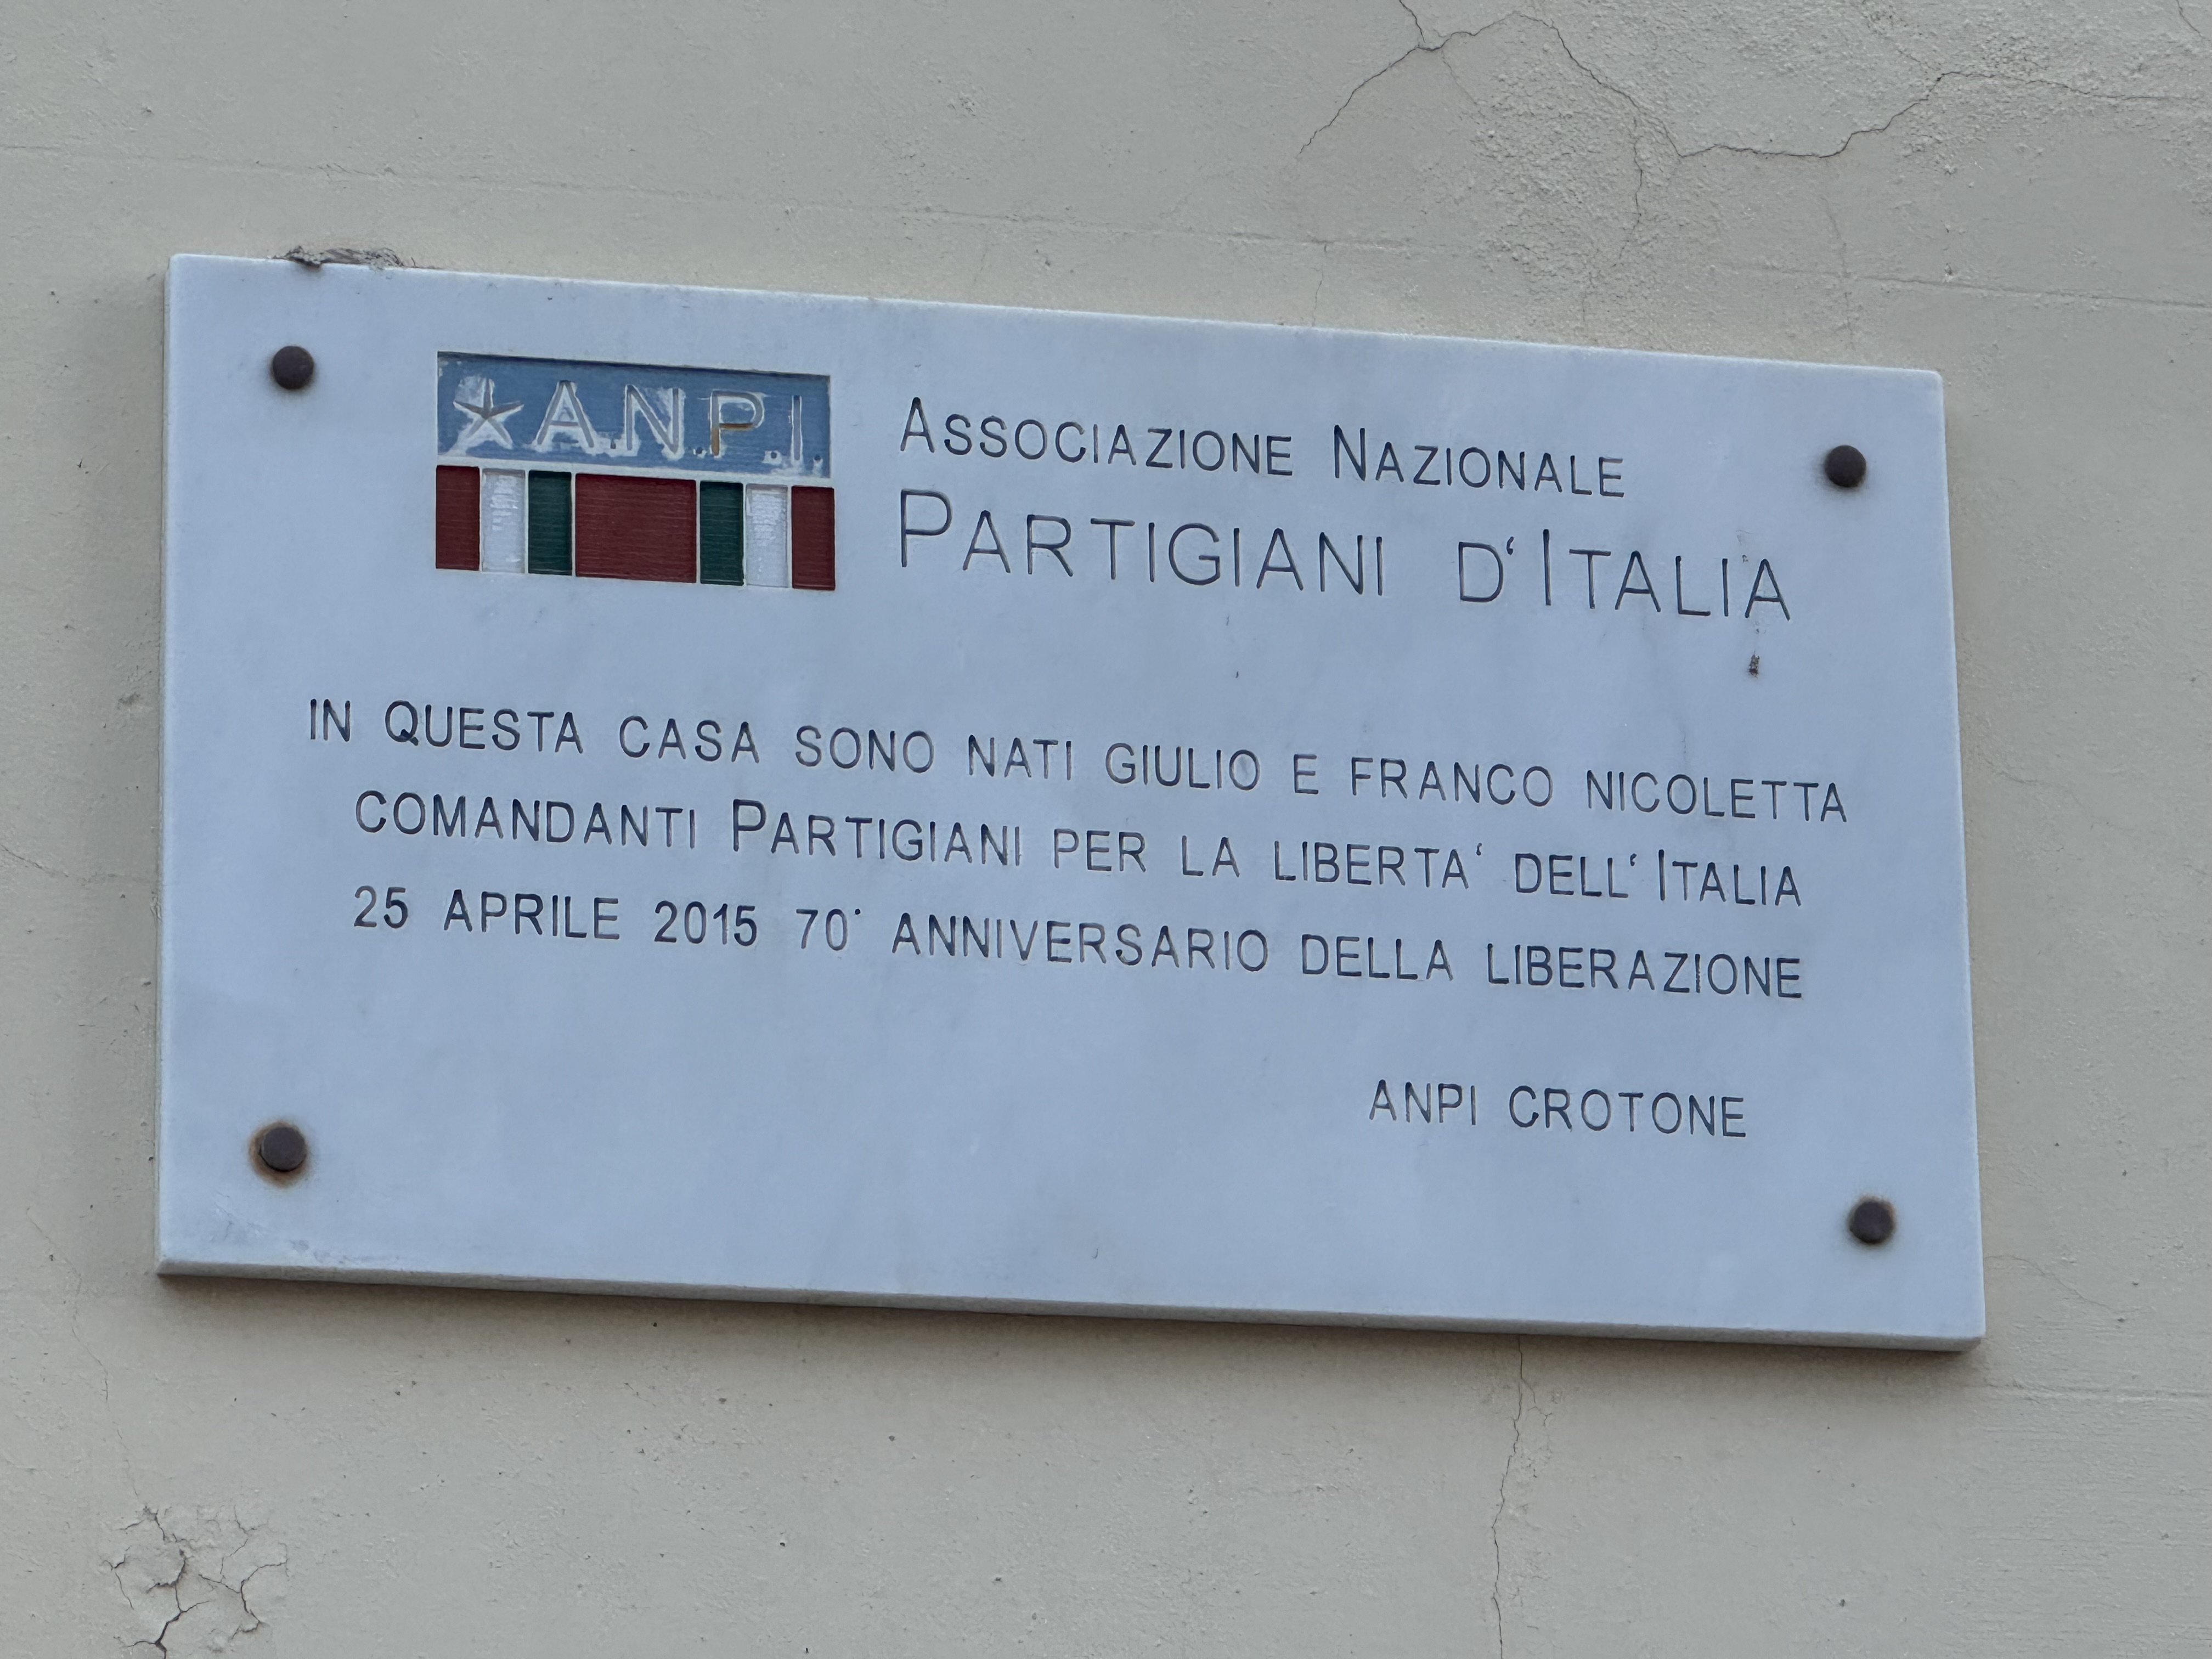 ★A.N.P.I.
ASSOCIAZIONE NAZIONALE
PARTIGIANI D‘ITALIA
IN QUESTA CASA SONO NATI GIULIO E FRANCO NICOLETTA
COMANDANTI PARTIGIANI PER LA LIBERTA‘ DELL‘ITALIA
25 APRILE 2015 70° ANNIVERSARIO DELLA LIBERAZIONE
ANPI CROTONE